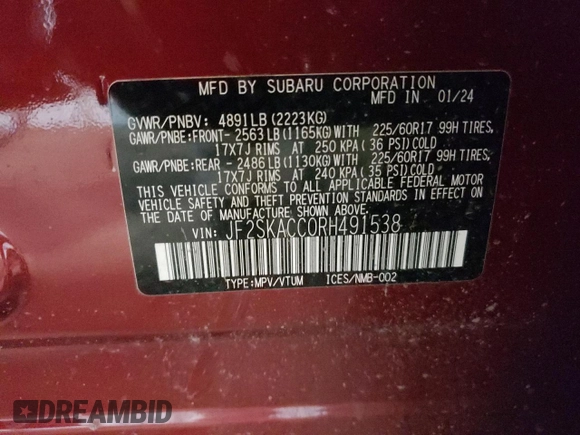 MFD BY SUBARU CORPORATION
MFD IN 01/24
GVWR/PNBV: 4891LB(2223KG)
GAWR/PNBE:FRONT- 2563LB(1165KG)WITH 225/60R17 99H TIRES,
17X7J RIMS AT 250 KPA( 36 PSI)COLD
GAWR/PNBE:REAR -2486LB(1130KG)WITH 225/60R17 99H TIRES,
17X7J RIMS AT 240 KPA( 35 PSI)COLD
THIS VEHICLE CONFORMS TO ALL APPLICABLE FEDERAL MOTOR
VEHICLE SAFETY, BUMPER, AND THEFT PREVENTION STANDARDS IN EFFECT ON
THE DATE OF MANUFACTURE SHOWN ABOVE.
VIN: JF2SKACC0RH491538
TYPE:MPV/VTUM ICES/NMB-002
DREAMBID